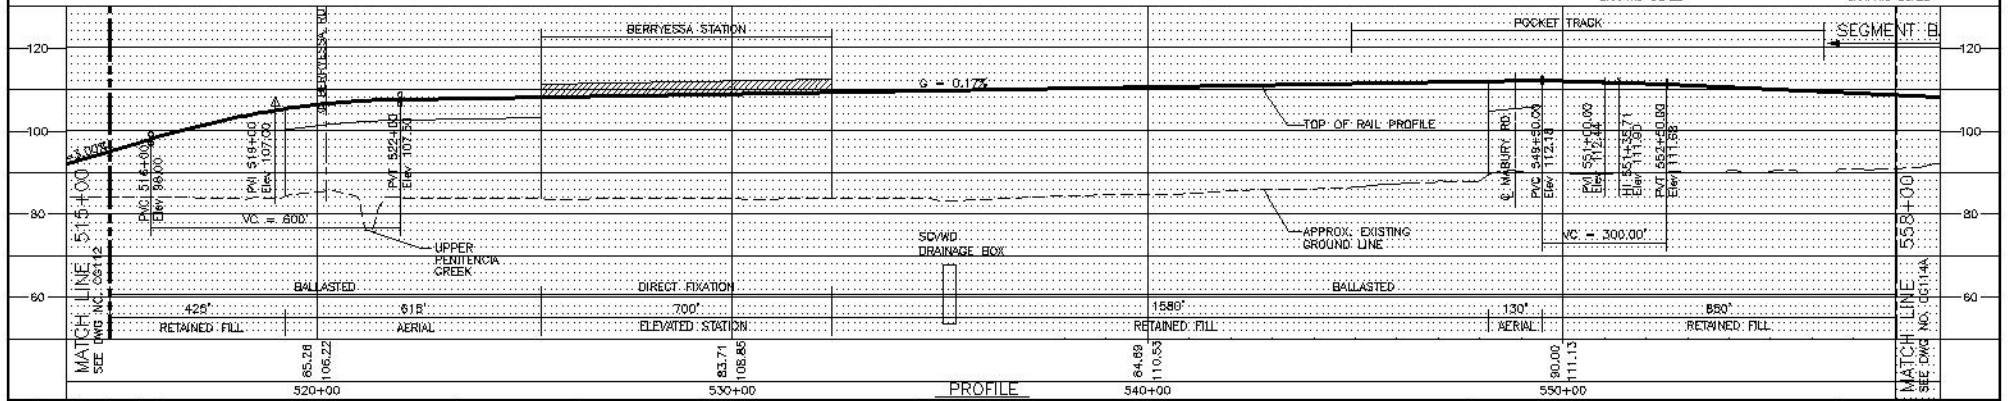 POCKET TRACK
SEGMENT B
BERRYESSA STATION
BERRYESSA RD
120
120
100
100
80
80
60
60
G = 0.17%
3.00%
TOP OF RAIL PROFILE
APPROX. EXISTING
GROUND LINE
PVC 516+00
Elev 98.00
PVI 519+00
Elev 107.00
PVT 522+00
Elev 107.50
VC = 600'
UPPER
PENITENCIA
CREEK
SCVWD
DRAINAGE BOX
℄ MABURY RD.
PVC 549+50.00
Elev 112.18
PVI 551+00.00
Elev 112.44
HI 551+35.71
Elev 111.90
PVT 552+50.00
Elev 111.68
VC = 300.00'
MATCH LINE 515+00
SEE DWG NO. CG112
MATCH LINE 558+00
SEE DWG NO. CG114A
BALLASTED
DIRECT FIXATION
BALLASTED
425'
615'
700'
1580'
130'
850'
RETAINED FILL
AERIAL
ELEVATED STATION
RETAINED FILL
AERIAL
RETAINED FILL
85.26
106.22
83.71
108.85
84.69
110.53
90.00
111.13
520+00
530+00
PROFILE
540+00
550+00